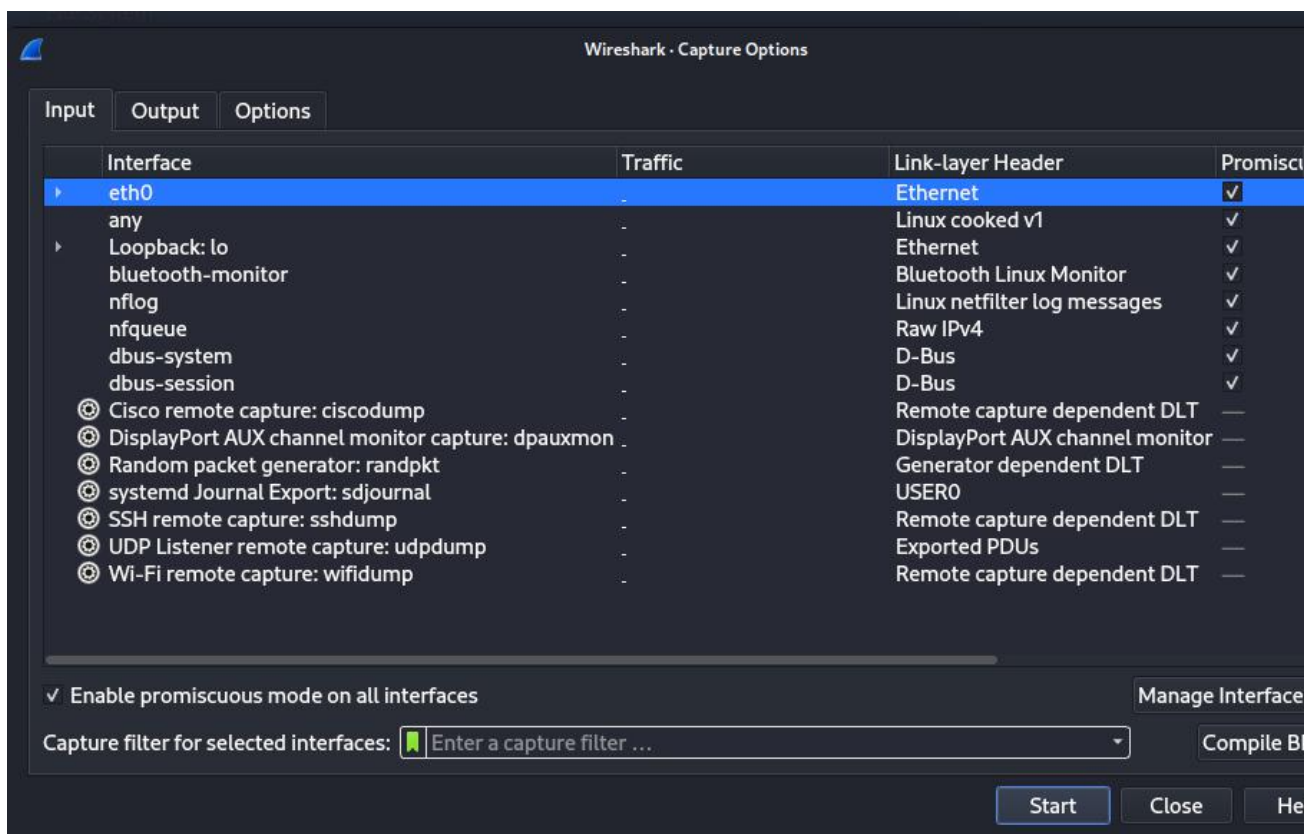 Wireshark · Capture Options
Input Output Options
Interface Traffic Link-layer Header Promiscu
eth0 - Ethernet ✓
any - Linux cooked v1 ✓
Loopback: lo - Ethernet ✓
bluetooth-monitor - Bluetooth Linux Monitor ✓
nflog - Linux netfilter log messages ✓
nfqueue - Raw IPv4 ✓
dbus-system - D-Bus ✓
dbus-session - D-Bus ✓
Cisco remote capture: ciscodump - Remote capture dependent DLT —
DisplayPort AUX channel monitor capture: dpauxmon - DisplayPort AUX channel monitor —
Random packet generator: randpkt - Generator dependent DLT —
systemd Journal Export: sdjournal - USER0 —
SSH remote capture: sshdump - Remote capture dependent DLT —
UDP Listener remote capture: udpdump - Exported PDUs —
Wi-Fi remote capture: wifidump - Remote capture dependent DLT —
✓ Enable promiscuous mode on all interfaces Manage Interface
Capture filter for selected interfaces: Enter a capture filter ... Compile B
Start Close He